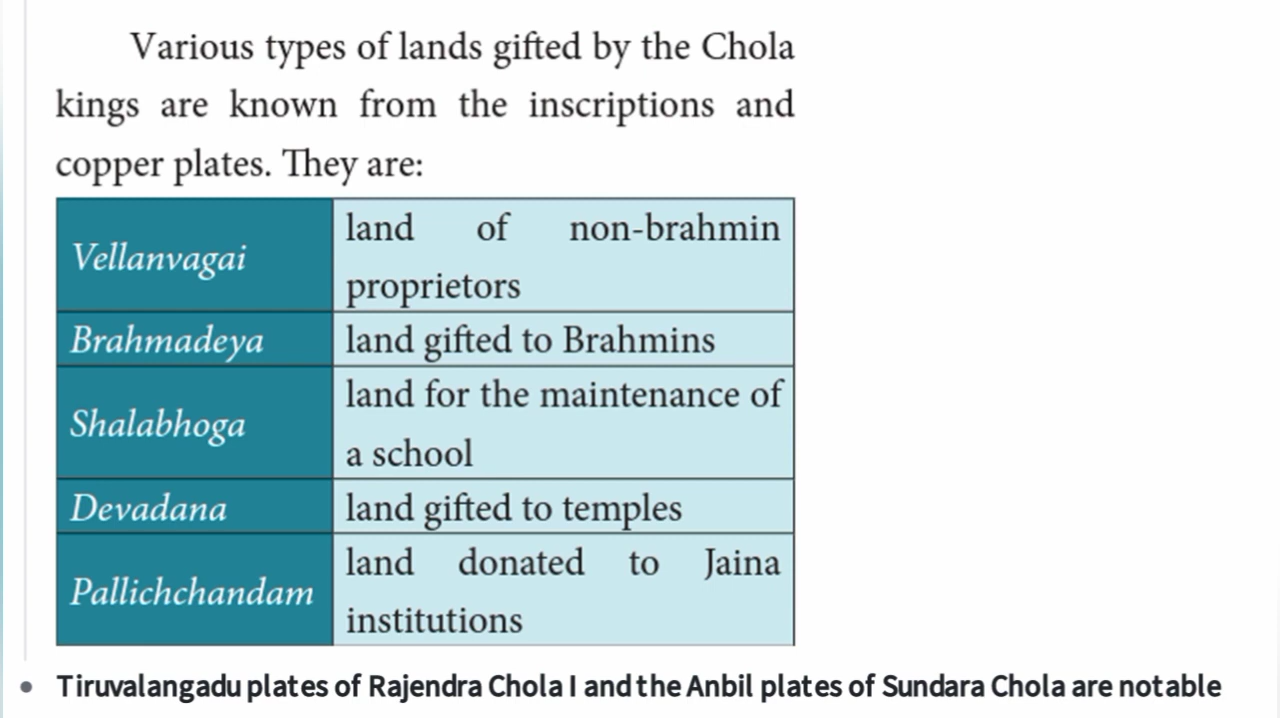 Various types of lands gifted by the Chola
kings are known from the inscriptions and
copper plates. They are:
Vellanvagai
land of non-brahmin
proprietors
Brahmadeya
land gifted to Brahmins
Shalabhoga
land for the maintenance of
a school
Devadana
land gifted to temples
Pallichchandam
land donated to Jaina
institutions
• Tiruvalangadu plates of Rajendra Chola I and the Anbil plates of Sundara Chola are notable